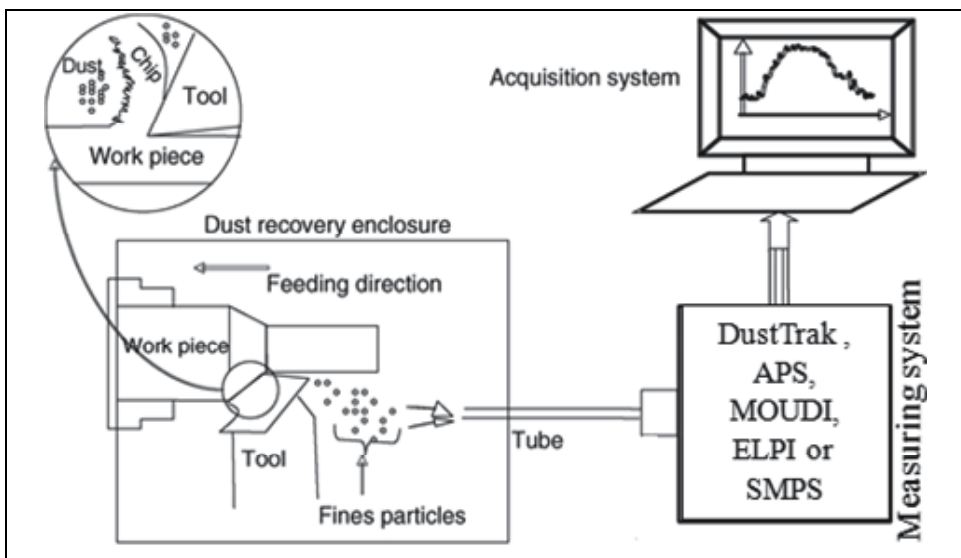 Dust
Chip
Tool
Work piece
Acquisition system
Dust recovery enclosure
Feeding direction
Work piece
Tool
Fines particles
Tube
DustTrak ,
APS,
MOUDI,
ELPI or
SMPS
Measuring system